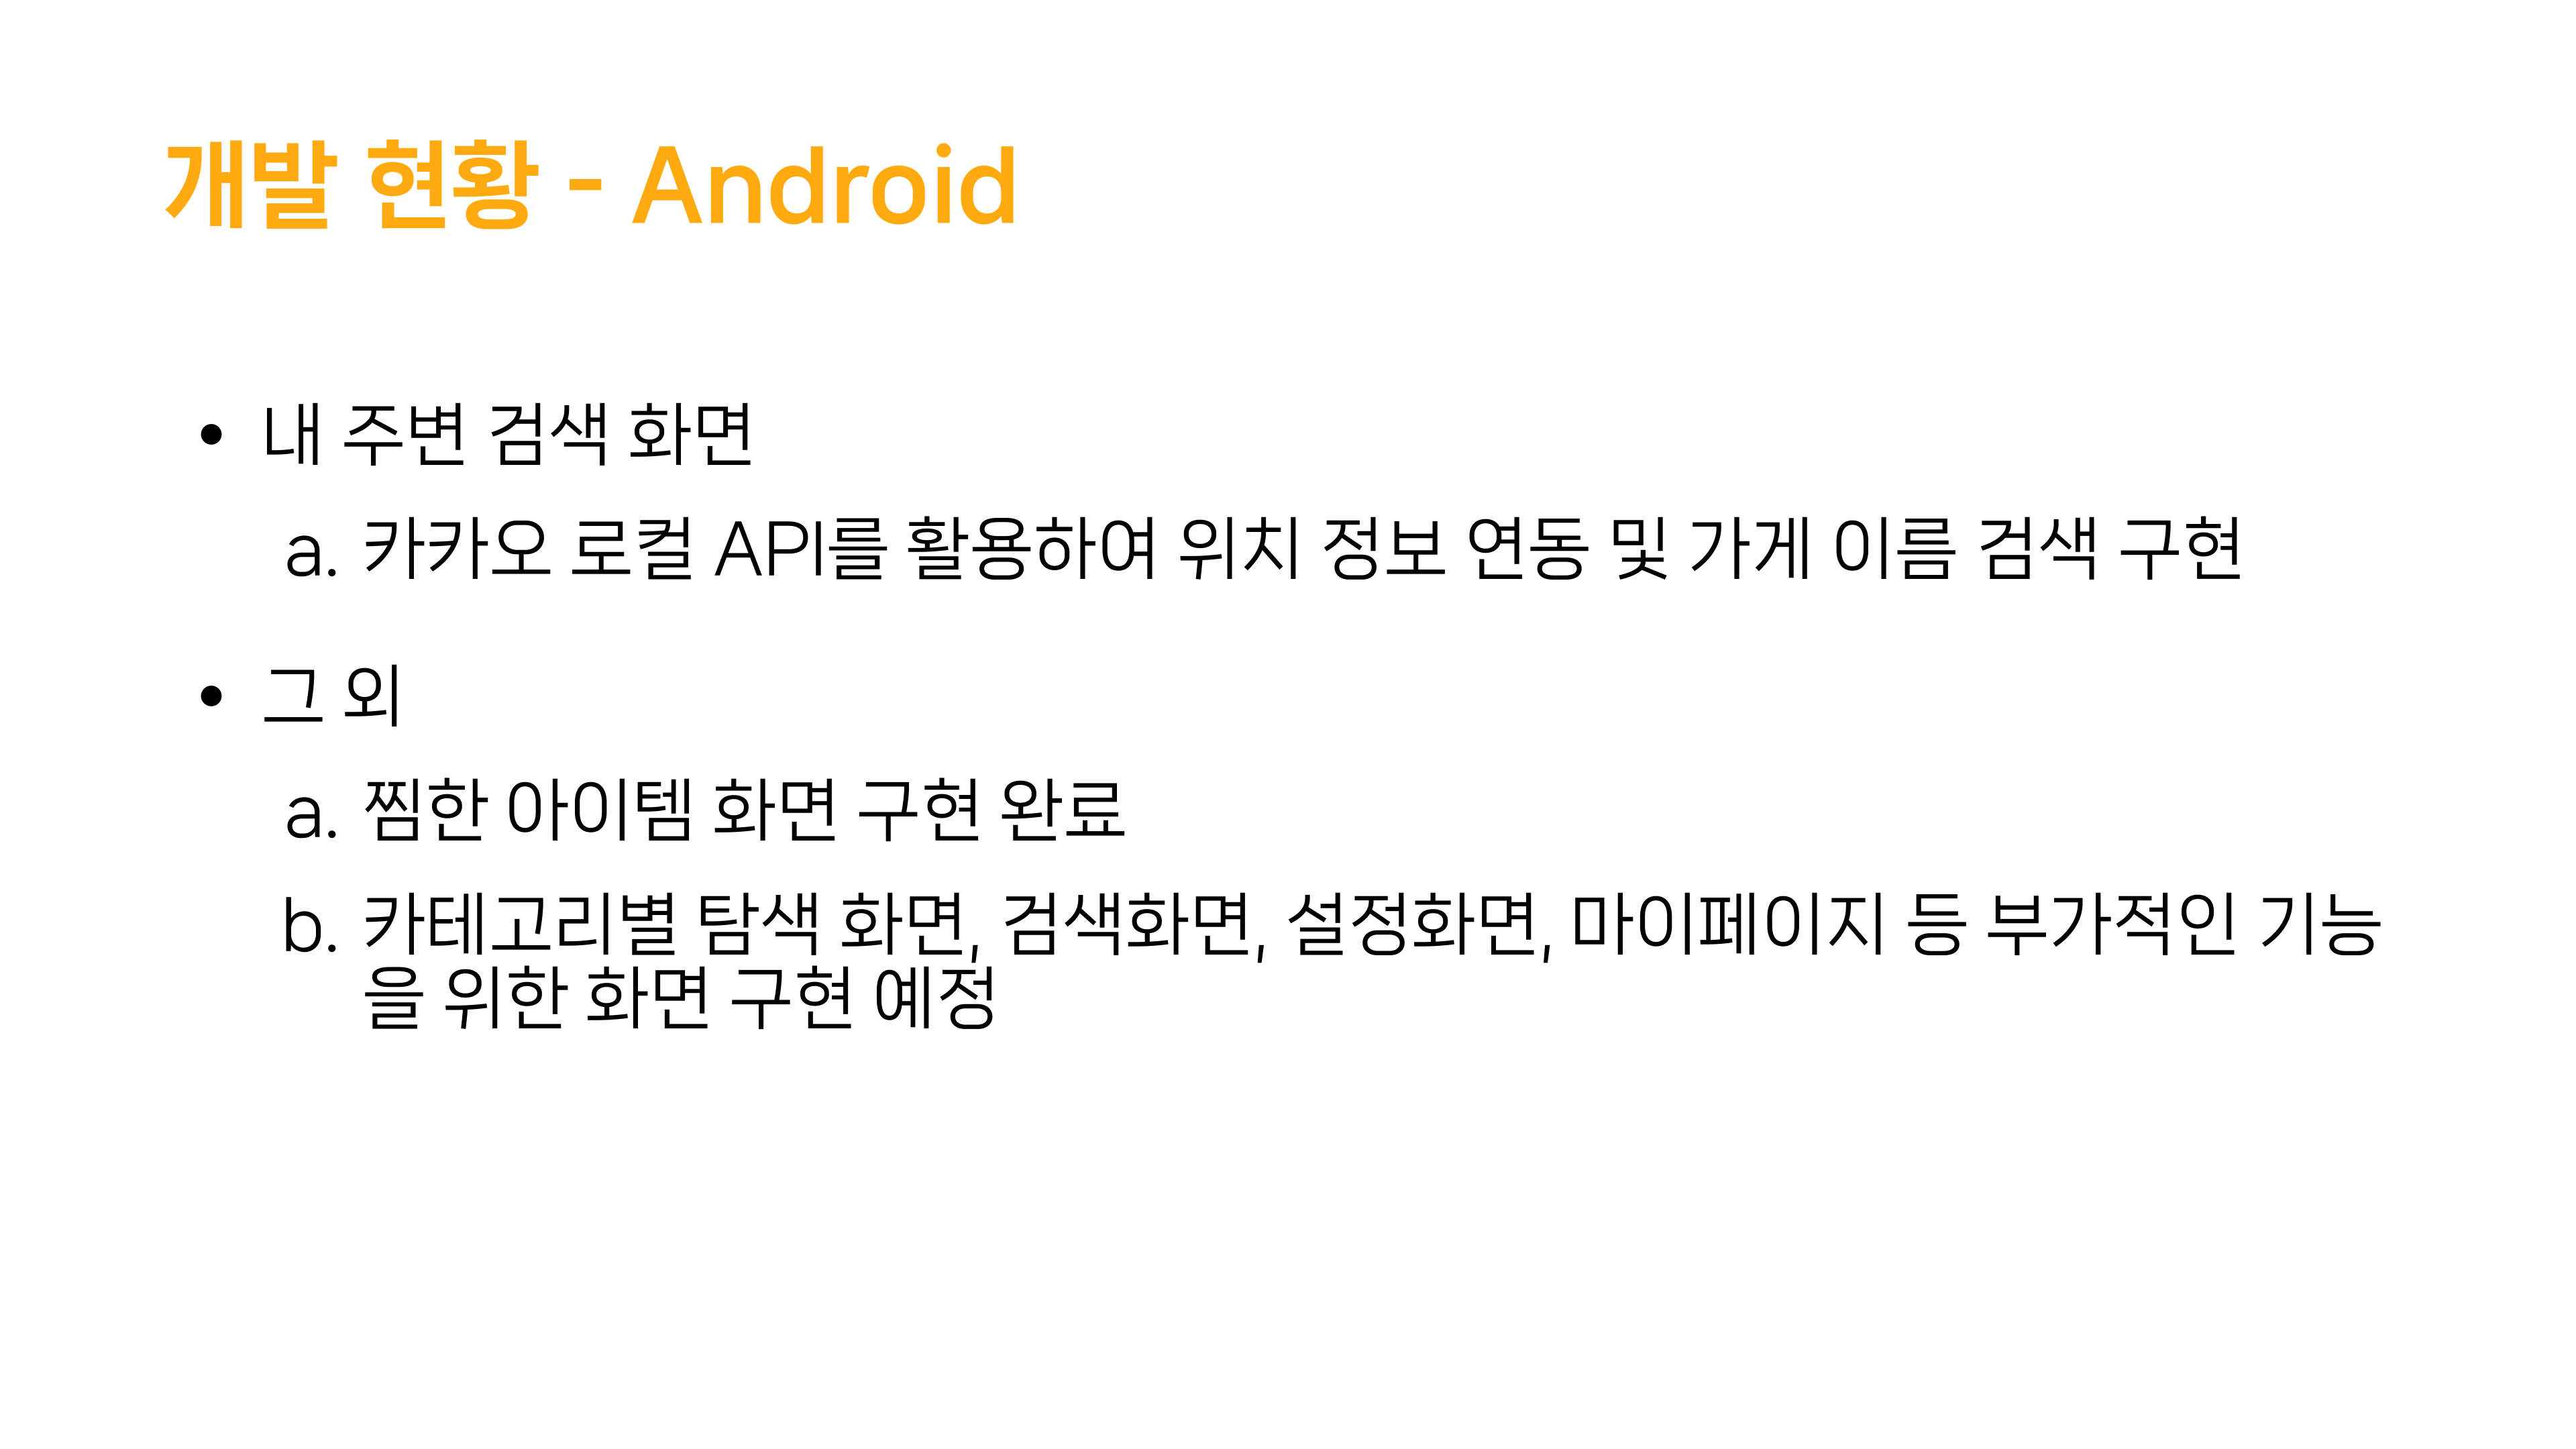 개발 현황 - Android
• 내 주변 검색 화면
a. 카카오 로컬 API를 활용하여 위치 정보 연동 및 가게 이름 검색 구현
• 그 외
a. 찜한 아이템 화면 구현 완료
b. 카테고리별 탐색 화면, 검색화면, 설정화면, 마이페이지 등 부가적인 기능
을 위한 화면 구현 예정